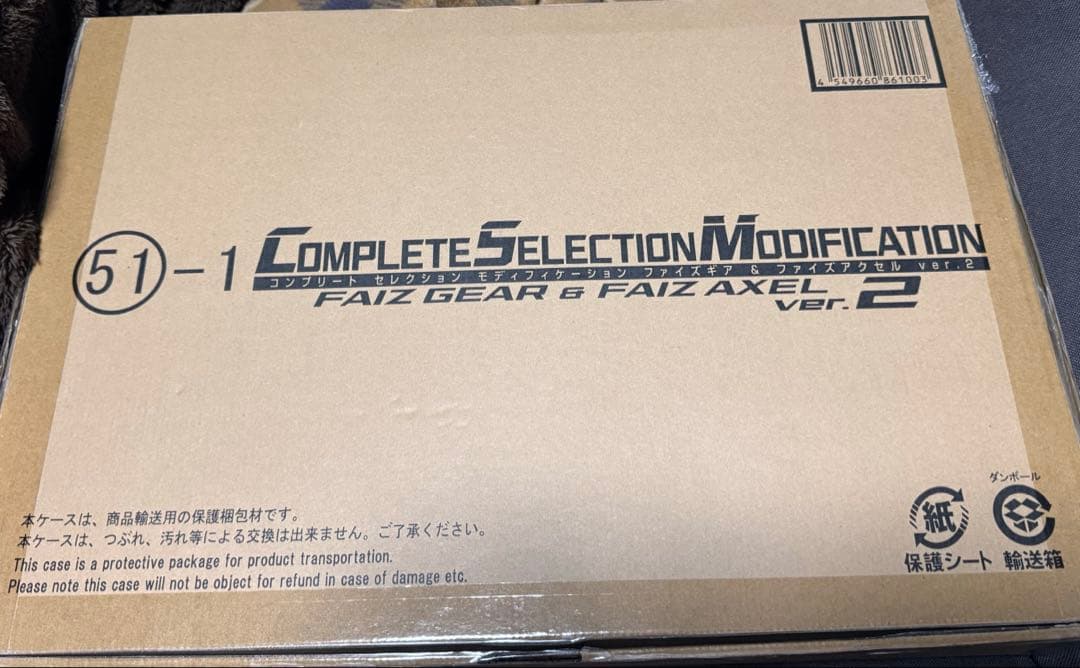 4 549660 861003
51-1
COMPLETE SELECTION MODIFICATION
コンプリート セレクション モディフィケーション ファイズギア & ファイズアクセル ver.2
FAIZ GEAR & FAIZ AXEL
ver.2
本ケースは、商品輸送用の保護梱包材です。
本ケースは、つぶれ、汚れ等による交換は出来ません。ご了承ください。
This case is a protective package for product transportation.
Please note this case will not be object for refund in case of damage etc.
紙
保護シート
ダンボール
輸送箱